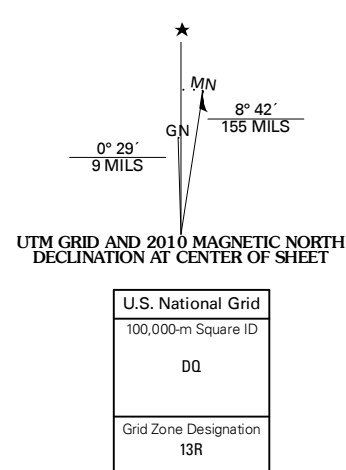 MN
8° 42´
155 MILS
GN
0° 29´
9 MILS
UTM GRID AND 2010 MAGNETIC NORTH
DECLINATION AT CENTER OF SHEET
U.S. National Grid
100,000-m Square ID
DQ
Grid Zone Designation
13R